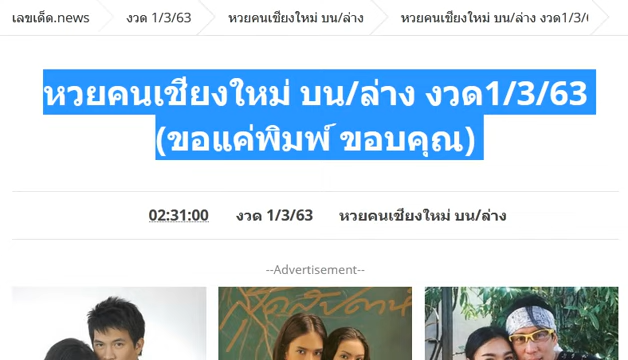 เลขเด็ด.news งวด 1/3/63 หวยคนเชียงใหม่ บน/ล่าง หวยคนเชียงใหม่ บน/ล่าง งวด1/3/6
หวยคนเชียงใหม่ บน/ล่าง งวด1/3/63
(ขอแค่พิมพ์ ขอบคุณ)
02:31:00 งวด 1/3/63 หวยคนเชียงใหม่ บน/ล่าง
--Advertisement--